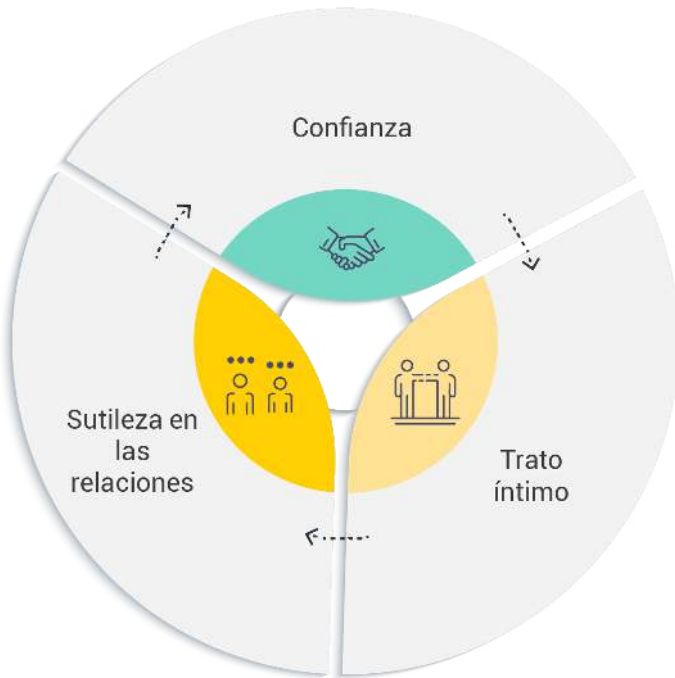 Confianza
Sutileza en
las
relaciones
Trato
íntimo